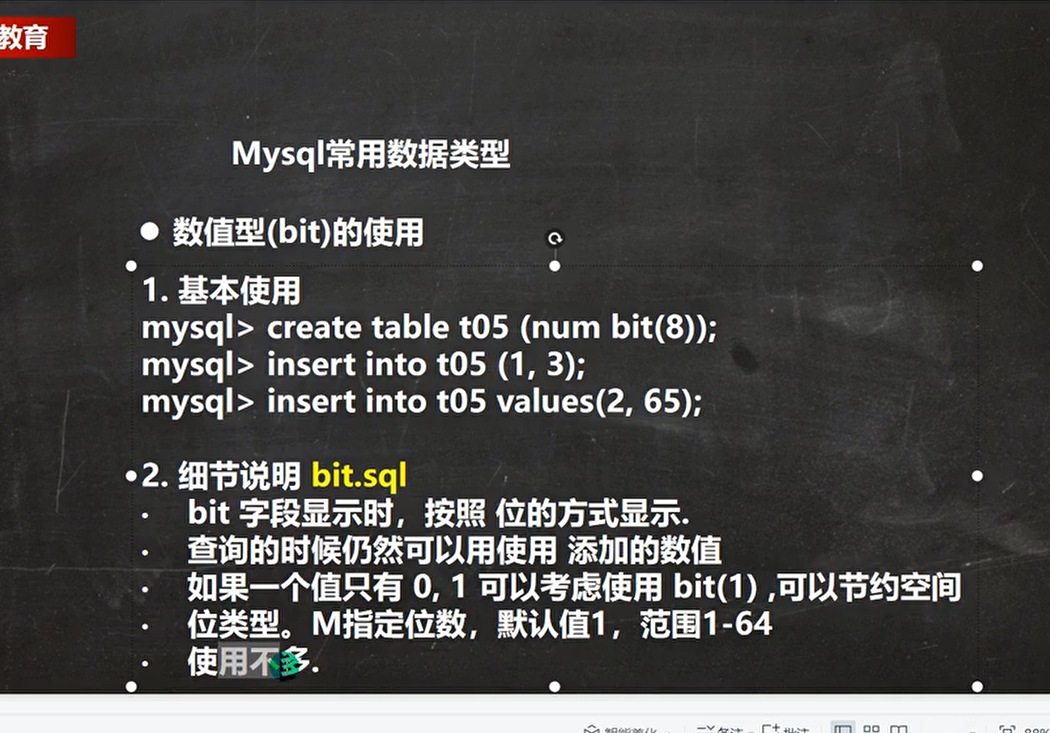 教育
Mysql常用数据类型
● 数值型(bit)的使用
1. 基本使用
mysql> create table t05 (num bit(8));
mysql> insert into t05 (1, 3);
mysql> insert into t05 values(2, 65);
2. 细节说明 bit.sql
· bit 字段显示时，按照 位的方式显示.
· 查询的时候仍然可以用使用 添加的数值
· 如果一个值只有 0, 1 可以考虑使用 bit(1) ,可以节约空间
· 位类型。M指定位数，默认值1，范围1-64
· 使用不多.